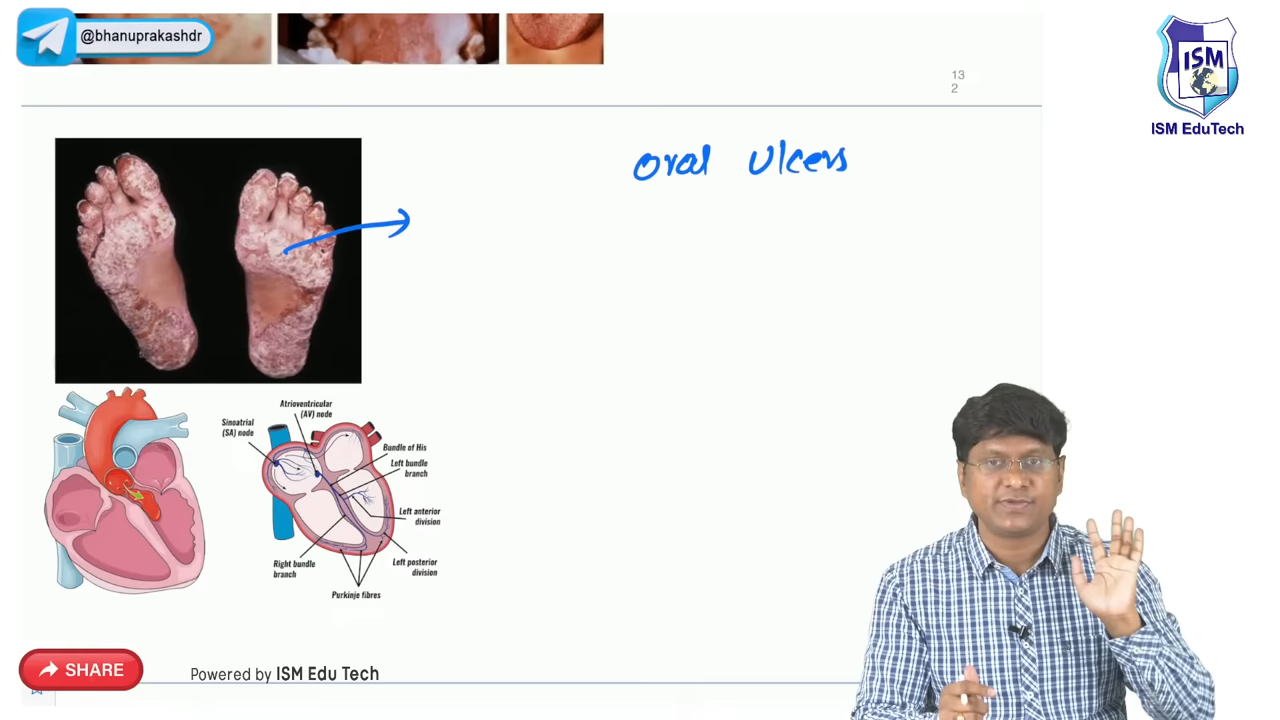 @bhanuprakashdr
ISM
ISM EduTech
13
2
oral ulcers
Atrioventricular
(AV) node
Sinoatrial
(SA) node
Bundle of His
Left bundle
branch
Left anterior
division
Right bundle
branch
Left posterior
division
Purkinje fibres
SHARE
Powered by ISM Edu Tech